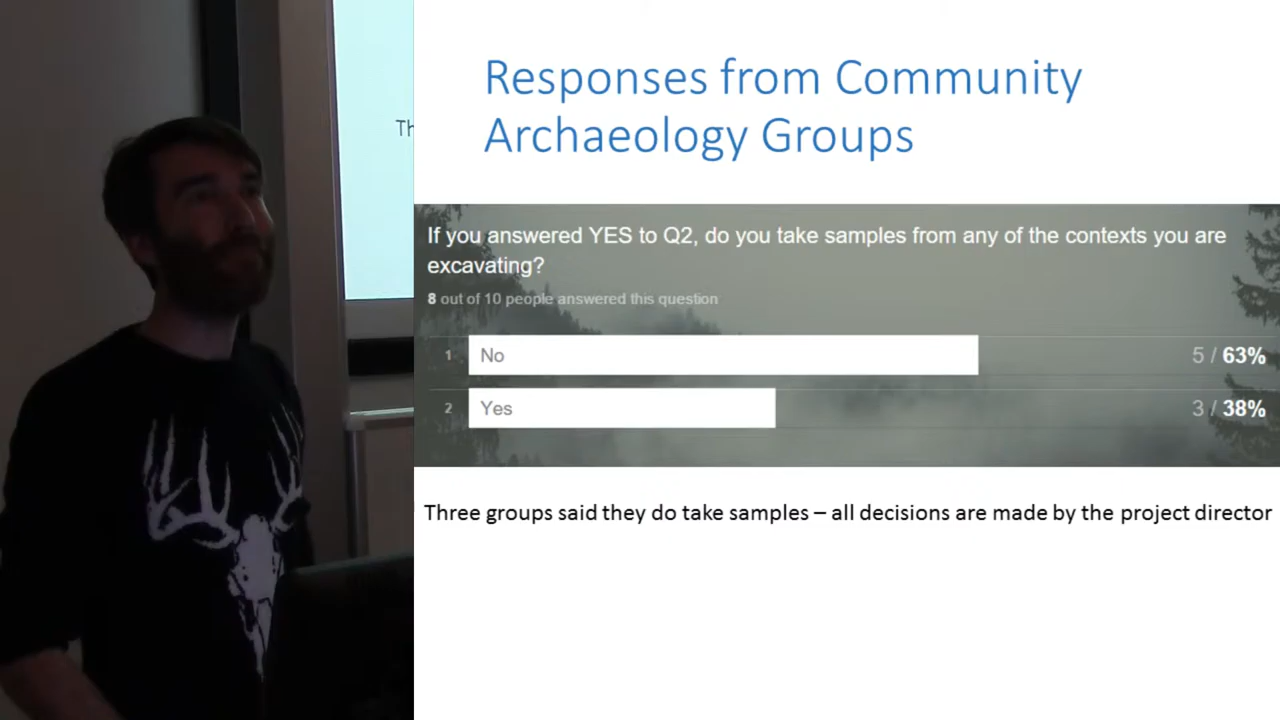 Responses from Community
Archaeology Groups
Th
If you answered YES to Q2, do you take samples from any of the contexts you are
excavating?
8 out of 10 people answered this question
1 No 5 / 63%
2 Yes 3 / 38%
Three groups said they do take samples – all decisions are made by the project director